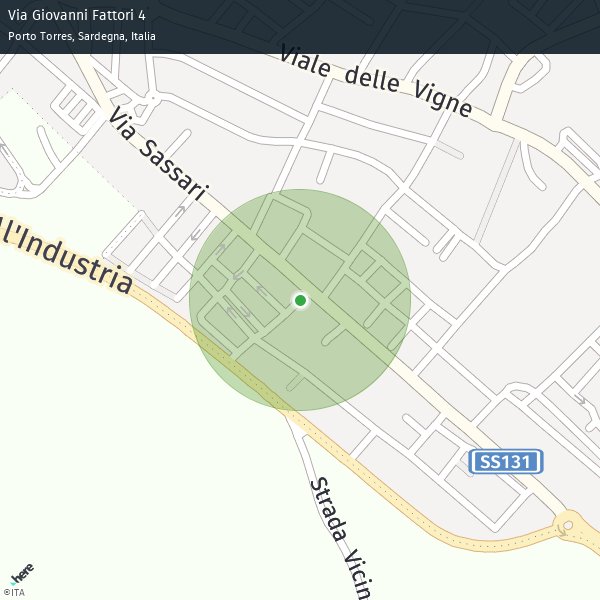 Via Giovanni Fattori 4
Porto Torres, Sardegna, Italia
Viale delle Vigne
Via Sassari
ll'Industria
SS131
Strada Vicin
here
©ITA